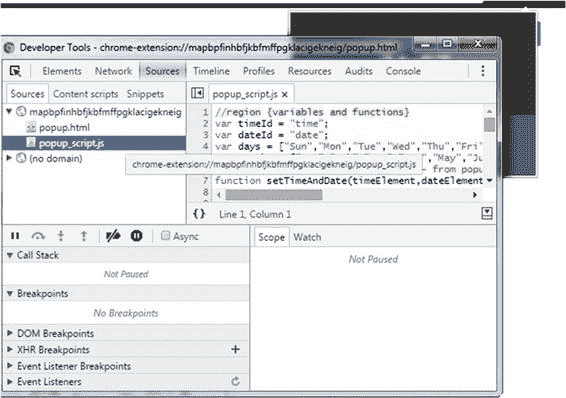 Developer Tools - chrome-extension://mapbpfinhbfjkbfmffpgklacigekneig/popup.html
Elements Network Sources Timeline Profiles Resources Audits Console
Sources Content scripts Snippets
popup_script.js ×
mapbpfinhbfjkbfmffpgklacigekneig
popup.html
popup_script.js
(no domain)
1 //region {variables and functions}
2 var timeId = "time";
3 var dateId = "date";
4 var days = ["Sun","Mon","Tue","Wed","Thu","Fri"
5 ,"May","Ju
chrome-extension://mapbpfinhbfjkbfmffpgklacigekneig/popup_script.js
6 from popu
7 function setTimeAndDate(timeElement,dateElement
8
{} Line 1, Column 1
Async
Call Stack
Not Paused
Breakpoints
No Breakpoints
DOM Breakpoints
XHR Breakpoints +
Event Listener Breakpoints
Event Listeners
Scope Watch
Not Paused